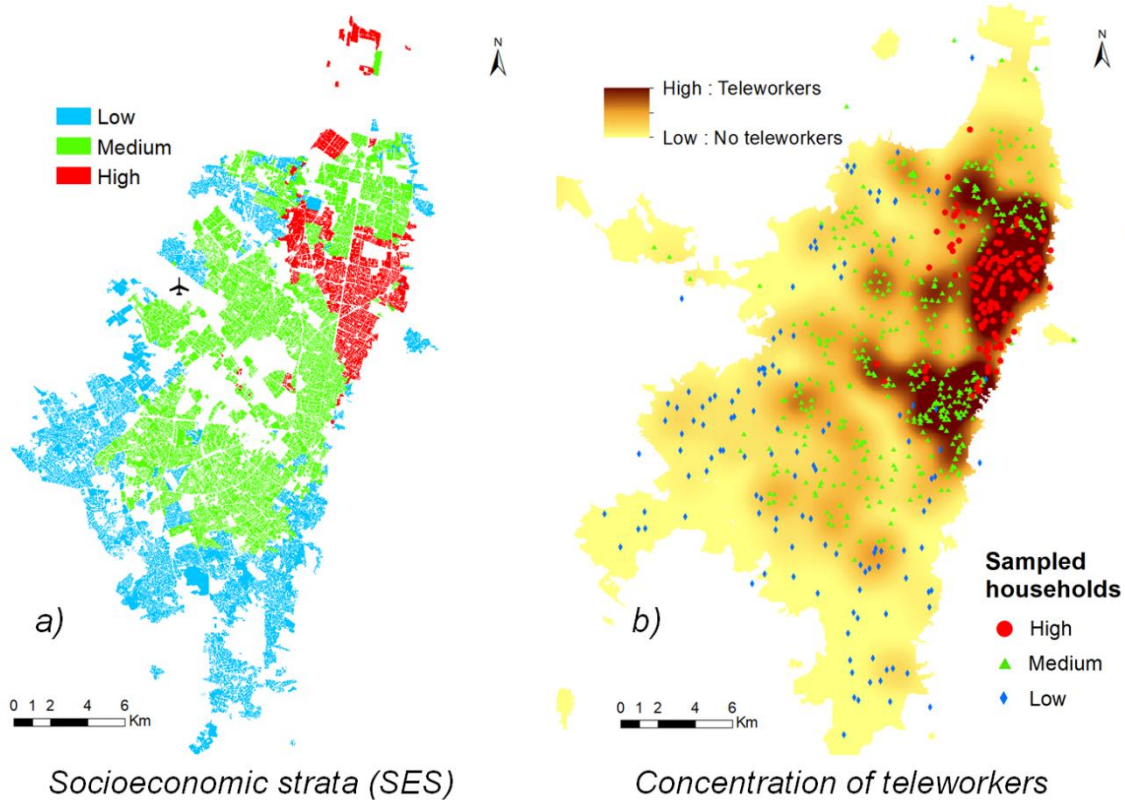 N
Low
Medium
High
a)
0 1 2 4 6
Km
Socioeconomic strata (SES)
N
High : Teleworkers
Low : No teleworkers
b)
Sampled
households
High
Medium
Low
0 1 2 4 6
Km
Concentration of teleworkers